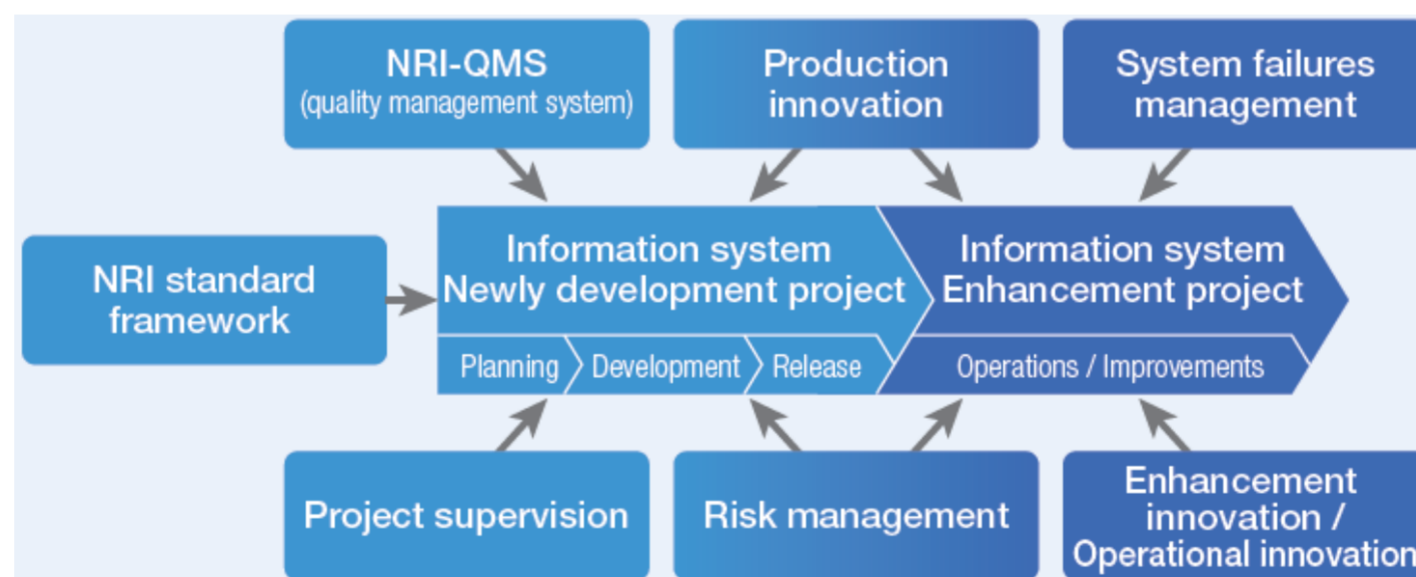 NRI-QMS
(quality management system)
Production
innovation
System failures
management
NRI standard
framework
Information system
Newly development project
Information system
Enhancement project
Planning
Development
Release
Operations / Improvements
Project supervision
Risk management
Enhancement
innovation /
Operational innovation